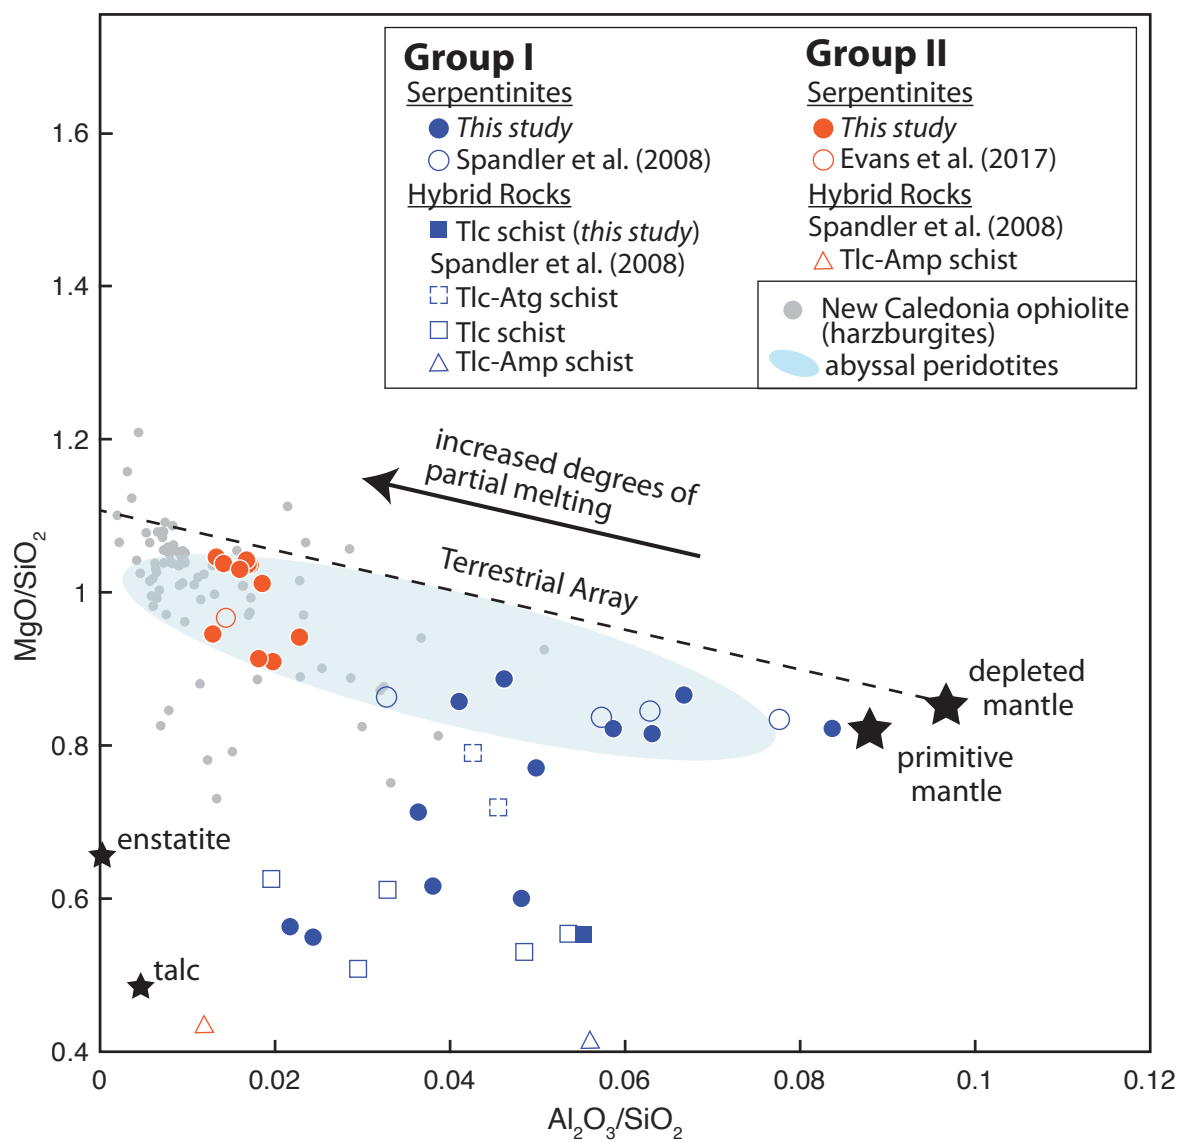 Group I
Serpentinites
This study
Spandler et al. (2008)
Hybrid Rocks
Tlc schist (this study)
Spandler et al. (2008)
Tlc-Atg schist
Tlc schist
Tlc-Amp schist
Group II
Serpentinites
This study
Evans et al. (2017)
Hybrid Rocks
Spandler et al. (2008)
Tlc-Amp schist
New Caledonia ophiolite
(harzburgites)
abyssal peridotites
increased degrees of
partial melting
Terrestrial Array
depleted
mantle
primitive
mantle
enstatite
talc
MgO/SiO₂
1.6
1.4
1.2
1
0.8
0.6
0.4
0
0.02
0.04
0.06
0.08
0.1
0.12
Al₂O₃/SiO₂